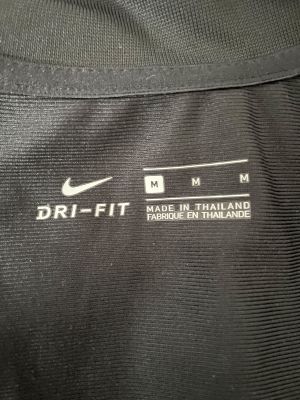 M M M
DRI-FIT
MADE IN THAILAND
FABRIQUE EN THAILANDE